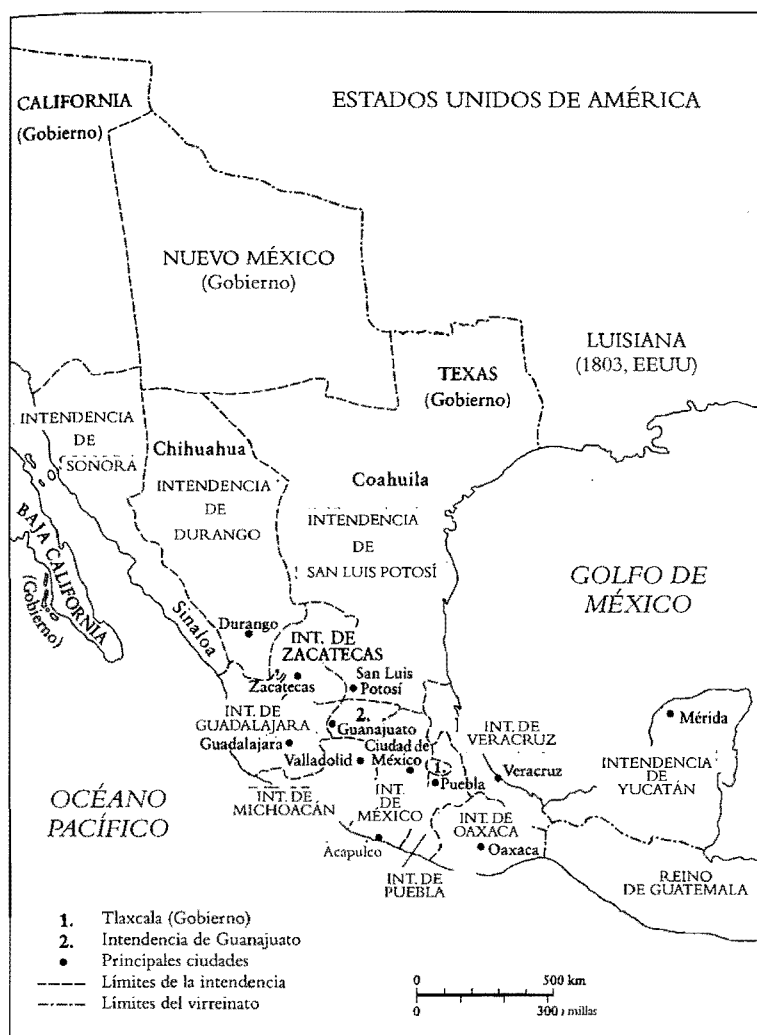 CALIFORNIA
(Gobierno)
ESTADOS UNIDOS DE AMÉRICA
NUEVO MÉXICO
(Gobierno)
LUISIANA
(1803, EEUU)
TEXAS
(Gobierno)
INTENDENCIA
DE
SONORA
Chihuahua
INTENDENCIA
DE
DURANGO
Coahuila
INTENDENCIA
DE
SAN LUIS POTOSÍ
BAJA CALIFORNIA
(Gobierno)
GOLFO DE
MÉXICO
Sinaloa
Durango
INT. DE
ZACATECAS
Zacatecas
San Luis
Potosí
INT. DE
GUADALAJARA
2.
Guanajuato
Guadalajara
Valladolid
Ciudad de
México
1.
Puebla
INT. DE
VERACRUZ
Veracruz
Mérida
INTENDENCIA
DE
YUCATÁN
INT. DE
MICHOACÁN
INT.
DE
MÉXICO
INT. DE
OAXACA
Oaxaca
OCÉANO
PACÍFICO
Acapulco
INT. DE
PUEBLA
REINO
DE GUATEMALA
1. Tlaxcala (Gobierno)
2. Intendencia de Guanajuato
Principales ciudades
Límites de la intendencia
Límites del virreinato
0 500 km
0 300 millas